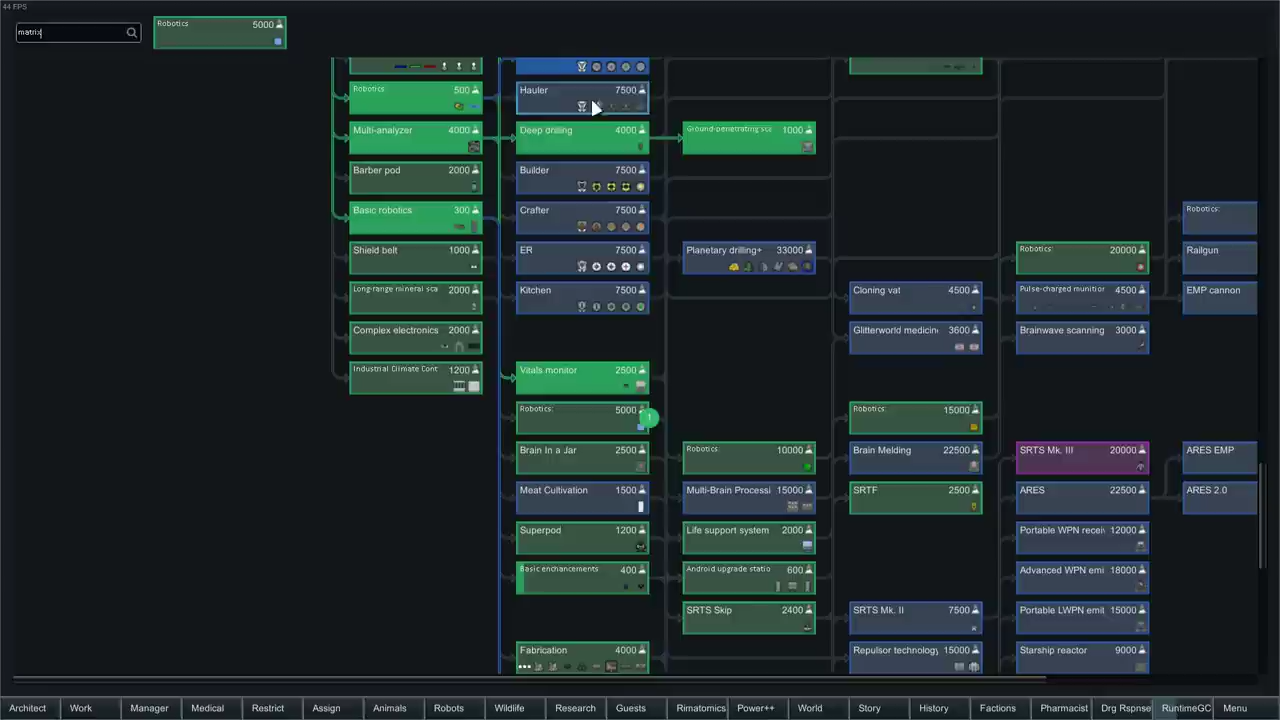 44 FPS
matrix
Robotics 5000
Robotics: 500
Multi-analyzer 4000
Barber pod 2000
Basic robotics 300
Shield belt 1000
Long-range mineral sca 2000
Complex electronics 2000
Industrial Climate Cont 1200
Hauler 7500
Deep drilling 4000
Builder 7500
Crafter 7500
ER 7500
Kitchen 7500
Vitals monitor 2500
Robotics: 5000
1
Brain In a Jar 2500
Meat Cultivation 1500
Superpod 1200
Basic enchancements 400
Fabrication 4000
Ground-penetrating sca 1000
Planetary drilling+ 33000
Robotics: 10000
Multi-Brain Processi 15000
Life support system 2000
Android upgrade statio 600
SRTS Skip 2400
Cloning vat 4500
Glitterworld medicin 3600
Robotics: 15000
Brain Melding 22500
SRTF 2500
SRTS Mk. II 7500
Repulsor technology 15000
Robotics: 20000
Pulse-charged munition 4500
Brainwave scanning 3000
SRTS Mk. III 20000
ARES 22500
Portable WPN recei 12000
Advanced WPN emi 18000
Portable LWPN emit 15000
Starship reactor 9000
Robotics:
Railgun
EMP cannon
ARES EMP
ARES 2.0
Architect Work Manager Medical Restrict Assign Animals Robots Wildlife Research Guests Rimatomics Power++ World Story History Factions Pharmacist Drg Rpsness RuntimeGC Menu